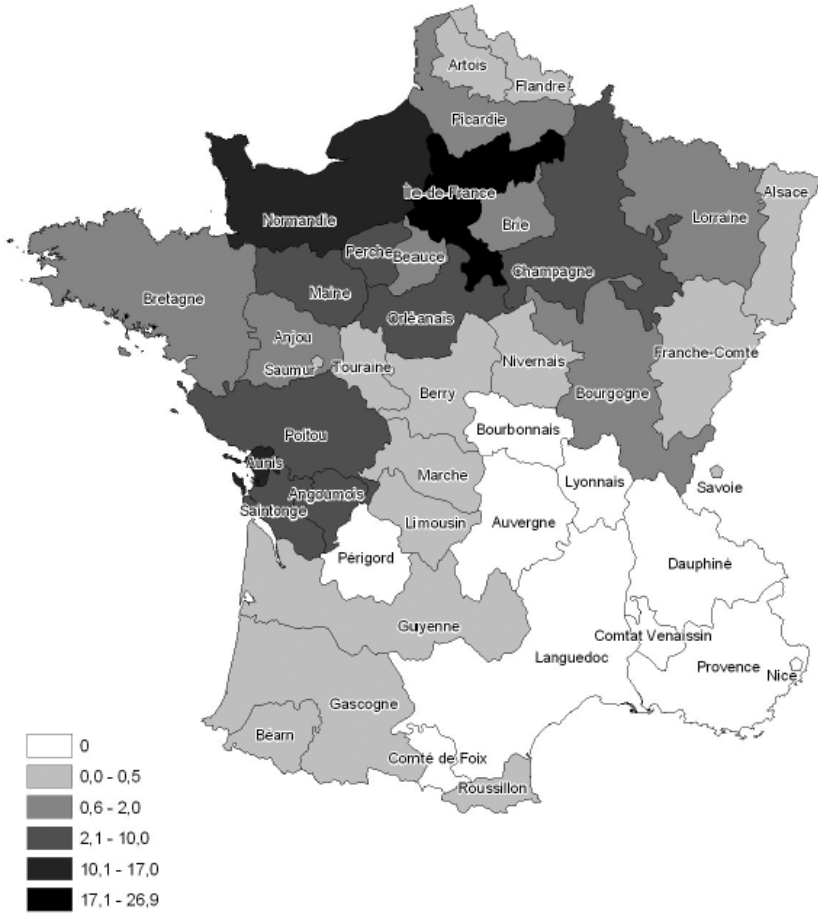 Artois
Flandre
Picardie
Île-de-France
Alsace
Normandie
Lorraine
Brie
Perche
Beauce
Champagne
Bretagne
Maine
Orléanais
Anjou
Saumur
Touraine
Nivernais
Franche-Comté
Berry
Bourgogne
Poitou
Bourbonnais
Aunis
Marche
Lyonnais
Savoie
Angoumois
Saintonge
Limousin
Auvergne
Périgord
Dauphiné
Guyenne
Comtat Venaissin
Languedoc
Provence
Nice
Gascogne
Béarn
Comté de Foix
Roussillon
0
0,0 - 0,5
0,6 - 2,0
2,1 - 10,0
10,1 - 17,0
17,1 - 26,9